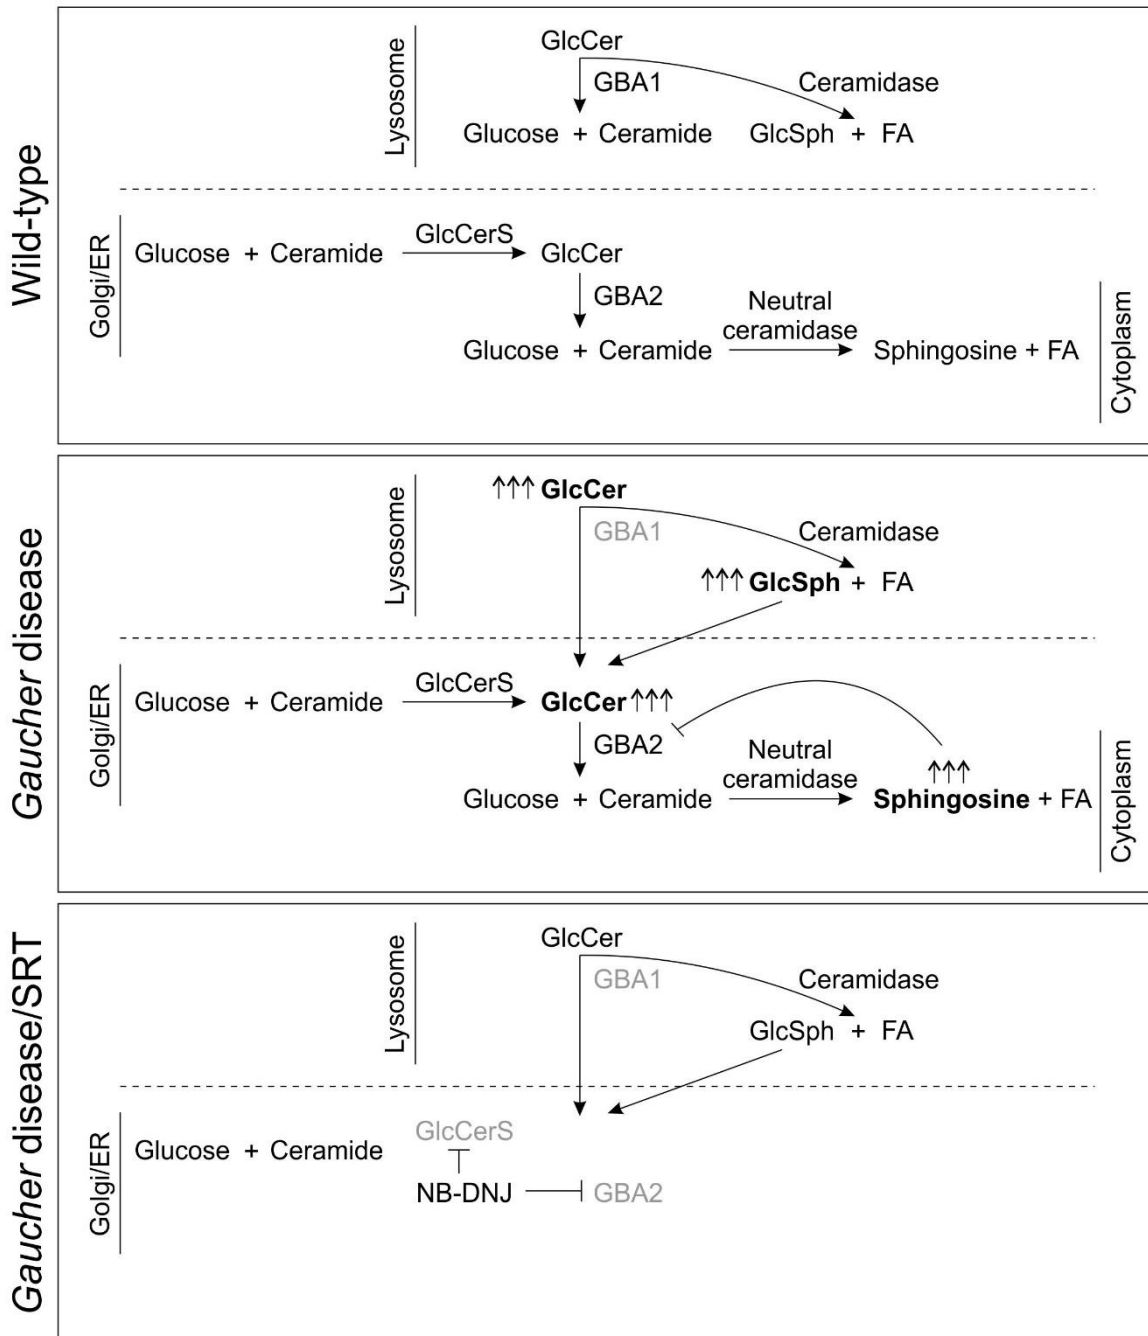 Wild-type
Lysosome
GlcCer
GBA1
Ceramidase
Glucose + Ceramide GlcSph + FA
Golgi/ER
Glucose + Ceramide GlcCerS GlcCer
GBA2
Neutral
ceramidase
Glucose + Ceramide Sphingosine + FA
Cytoplasm
Gaucher disease
Lysosome
↑↑↑ GlcCer
GBA1
Ceramidase
↑↑↑ GlcSph + FA
Golgi/ER
Glucose + Ceramide GlcCerS GlcCer ↑↑↑
GBA2
Neutral
ceramidase
↑↑↑
Glucose + Ceramide Sphingosine + FA
Cytoplasm
Gaucher disease/SRT
Lysosome
GlcCer
GBA1
Ceramidase
GlcSph + FA
Golgi/ER
GlcCerS
Glucose + Ceramide
NB-DNJ GBA2